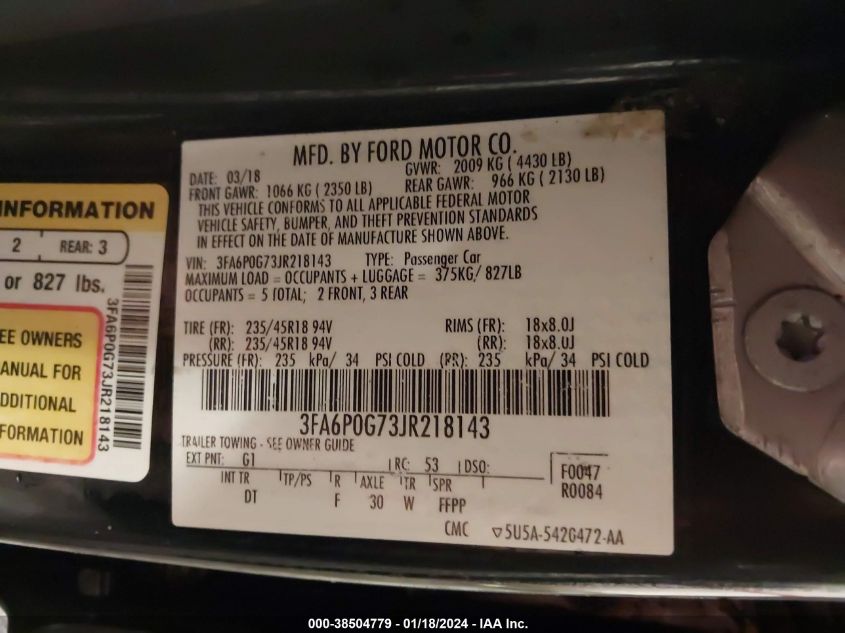 INFORMATION
2 REAR: 3
or 827 lbs.
EE OWNERS
ANUAL FOR
ADDITIONAL
FORMATION
3FA6P0G73JR218143
MFD. BY FORD MOTOR CO.
DATE: 03/18 GVWR: 2009 KG ( 4430 LB)
FRONT GAWR: 1066 KG ( 2350 LB) REAR GAWR: 966 KG ( 2130 LB)
THIS VEHICLE CONFORMS TO ALL APPLICABLE FEDERAL MOTOR
VEHICLE SAFETY, BUMPER, AND THEFT PREVENTION STANDARDS
IN EFFECT ON THE DATE OF MANUFACTURE SHOWN ABOVE.
VIN: 3FA6P0G73JR218143 TYPE: Passenger Car
MAXIMUM LOAD = OCCUPANTS + LUGGAGE = 375KG/ 827LB
OCCUPANTS = 5 TOTAL; 2 FRONT, 3 REAR
TIRE (FR): 235/45R18 94V RIMS (FR): 18x8.0J
(RR): 235/45R18 94V (RR): 18x8.0J
PRESSURE (FR): 235 kPa/ 34 PSI COLD (RR): 235 kPa/ 34 PSI COLD
3FA6P0G73JR218143
TRAILER TOWING - SEE OWNER GUIDE
EXT PNT: G1 RC: 53 DSO: F0047
INT TR TP/PS R AXLE TR SPR R0084
DT F 30 W FFPP
CMC ▽5U5A-5420472-AA
000-38504779 - 01/18/2024 - IAA Inc.